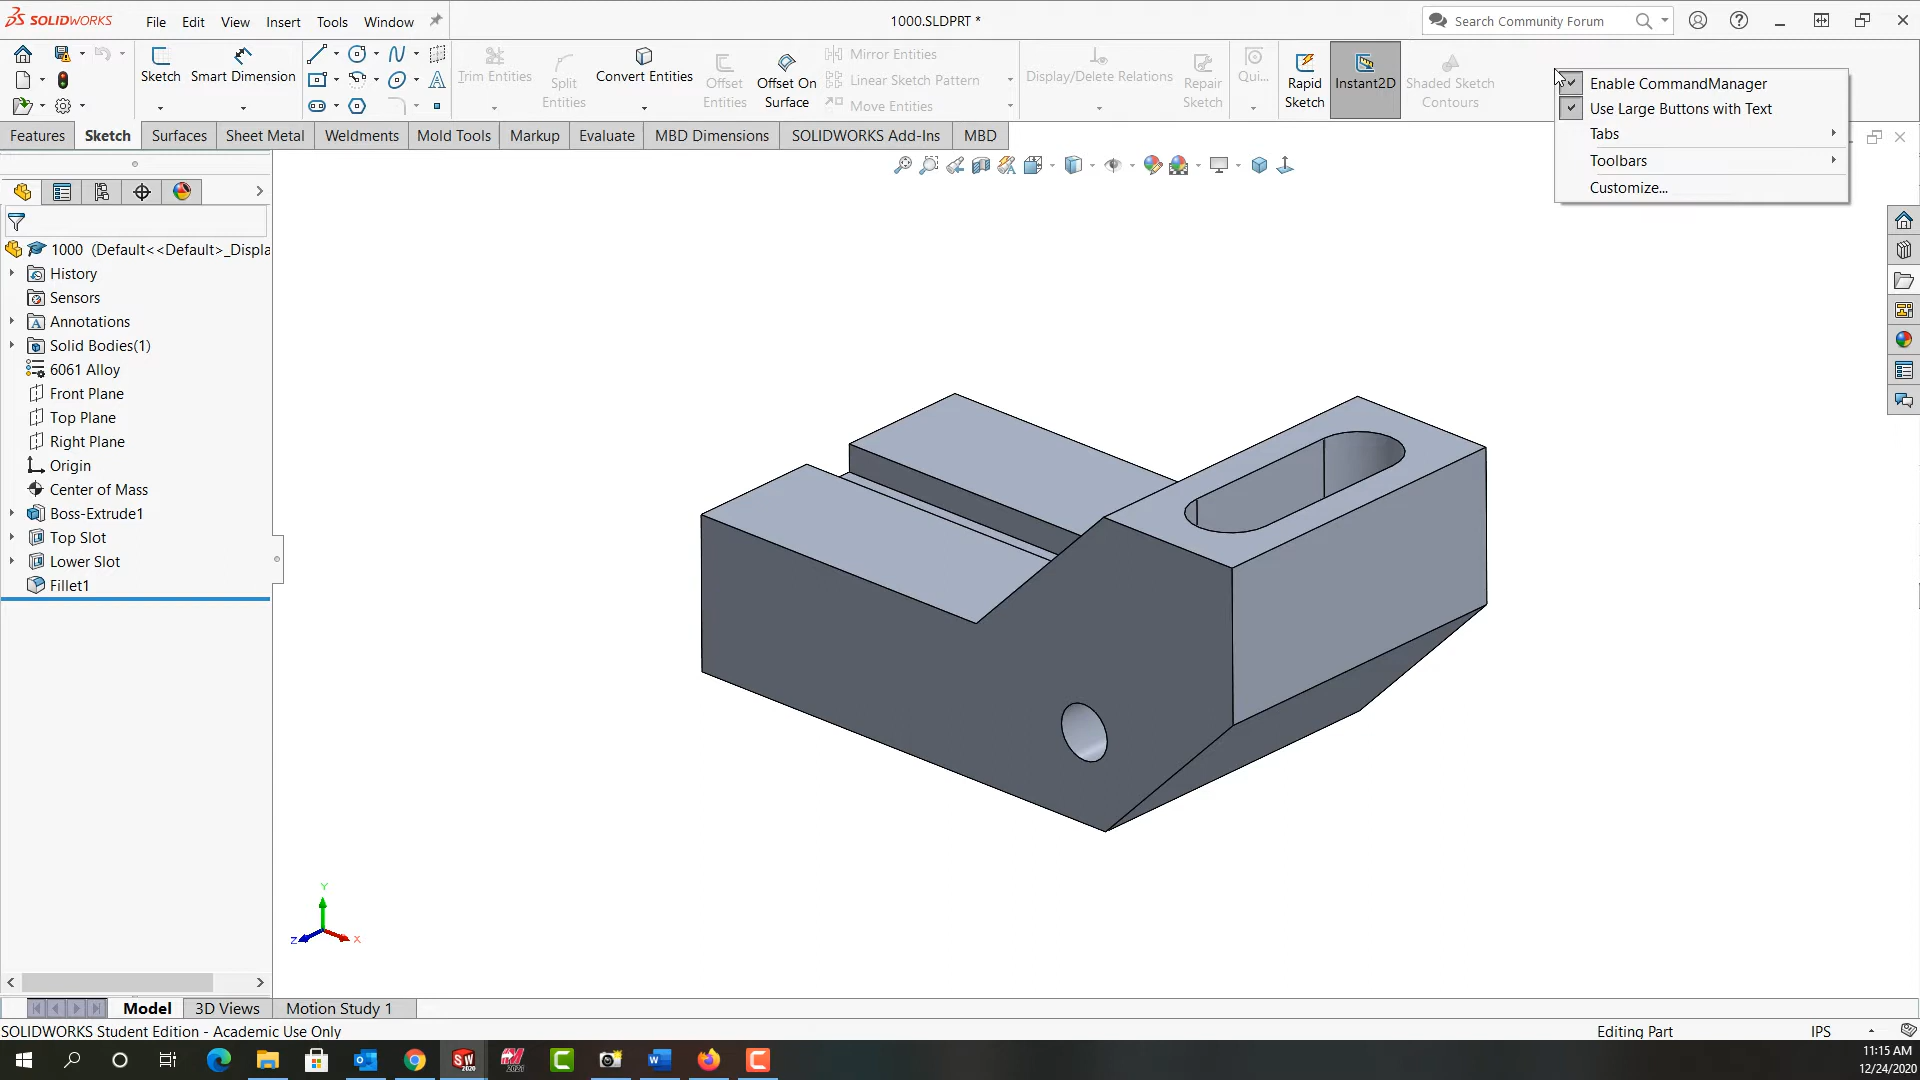 SOLIDWORKS
File Edit View Insert Tools Window
1000.SLDPRT *
Search Community Forum
Sketch
Smart Dimension
Trim Entities
Split
Entities
Convert Entities
Offset
Entities
Offset On
Surface
Mirror Entities
Linear Sketch Pattern
Move Entities
Display/Delete Relations
Repair
Sketch
Qui...
Rapid
Sketch
Instant2D
Shaded Sketch
Contours
Enable CommandManager
Use Large Buttons with Text
Tabs
Toolbars
Customize...
Features Sketch Surfaces Sheet Metal Weldments Mold Tools Markup Evaluate MBD Dimensions SOLIDWORKS Add-Ins MBD
1000 (Default<<Default>_Displa
History
Sensors
Annotations
Solid Bodies(1)
6061 Alloy
Front Plane
Top Plane
Right Plane
Origin
Center of Mass
Boss-Extrude1
Top Slot
Lower Slot
Fillet1
Y
Z
X
Model 3D Views Motion Study 1
SOLIDWORKS Student Edition - Academic Use Only
Editing Part
IPS
11:15 AM
12/24/2020